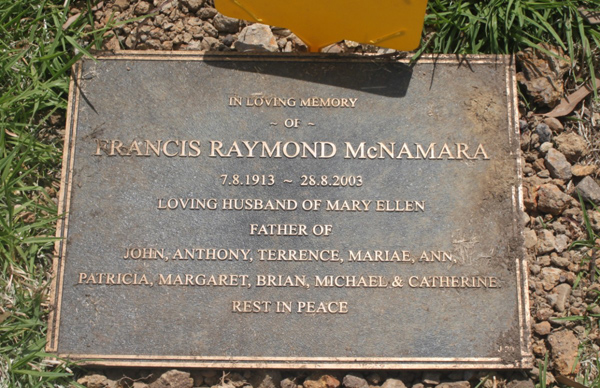 IN LOVING MEMORY
~ OF ~
FRANCIS RAYMOND McNAMARA
7.8.1913 ~ 28.8.2003
LOVING HUSBAND OF MARY ELLEN
FATHER OF
JOHN, ANTHONY, TERRENCE, MARIAE, ANN,
PATRICIA, MARGARET, BRIAN, MICHAEL & CATHERINE
REST IN PEACE